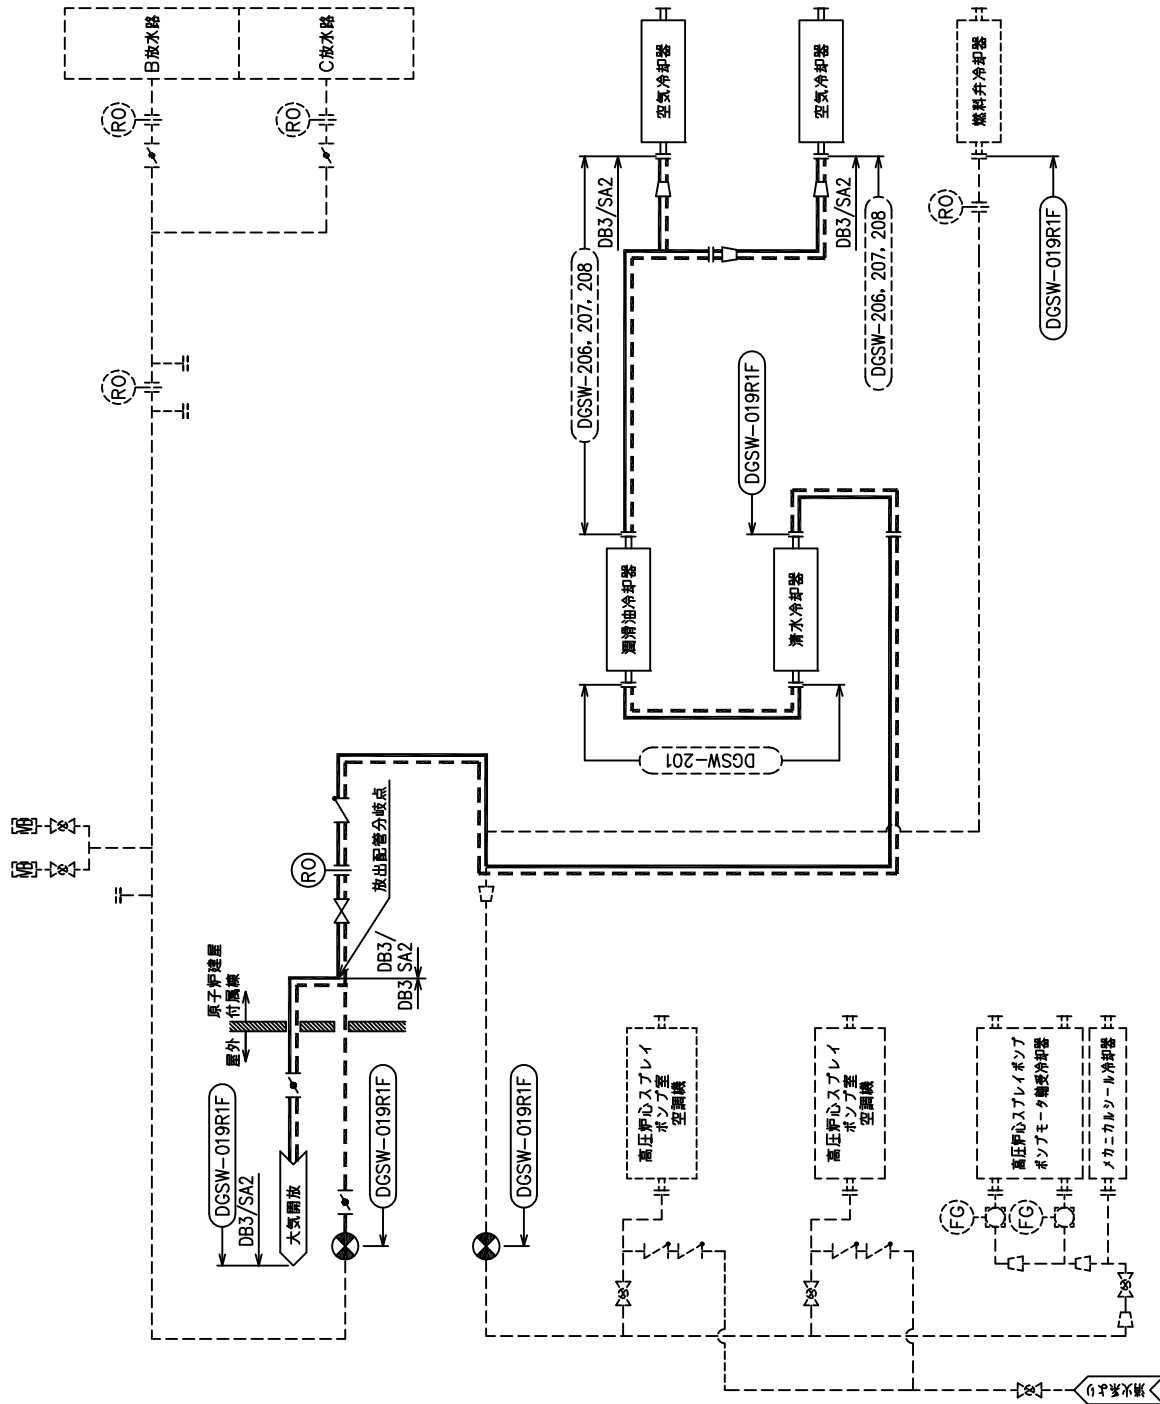 B放水路
C放水路
RO
RO
RO
空気冷却器
空気冷却器
燃料弁冷却器
DB3/SA2
DB3/SA2
DGSW-206, 207, 208
DGSW-206, 207, 208
RO
DGSW-019R1F
DGSW-019R1F
潤滑油冷却器
清水冷却器
DGSW-201
MO
MO
RO
放出配管分岐点
DB3/
SA2
DB3
原子炉建屋
付属棟
屋外
DGSW-019R1F
DB3/SA2
大気開放
DGSW-019R1F
DGSW-019R1F
高圧炉心スプレイ
ポンプ室
空調機
高圧炉心スプレイ
ポンプ室
空調機
高圧炉心スプレイポンプ
ポンプモータ軸受冷却器
メカニカルシール冷却器
FG
FG
消火系より